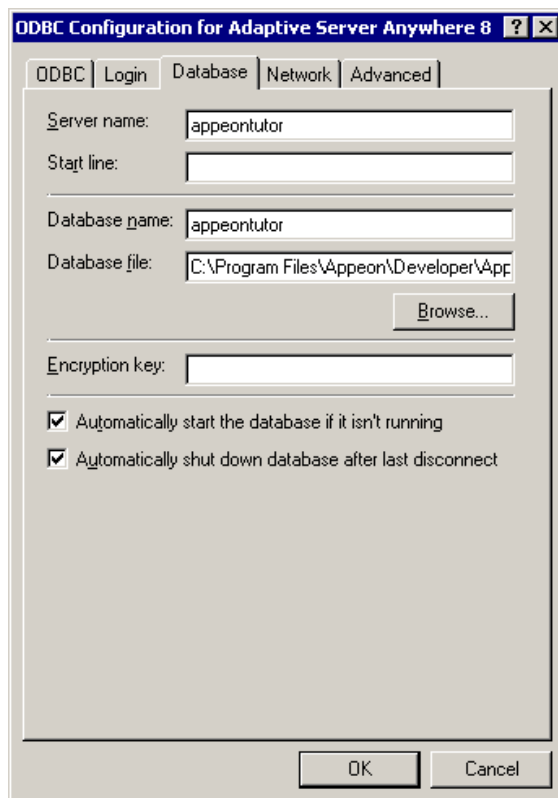 ODBC Configuration for Adaptive Server Anywhere 8
ODBC Login Database Network Advanced
Server name: appeontutor
Start line:
Database name: appeontutor
Database file: C:\Program Files\Appeon\Developer\App
Browse...
Encryption key:
Automatically start the database if it isn't running
Automatically shut down database after last disconnect
OK Cancel